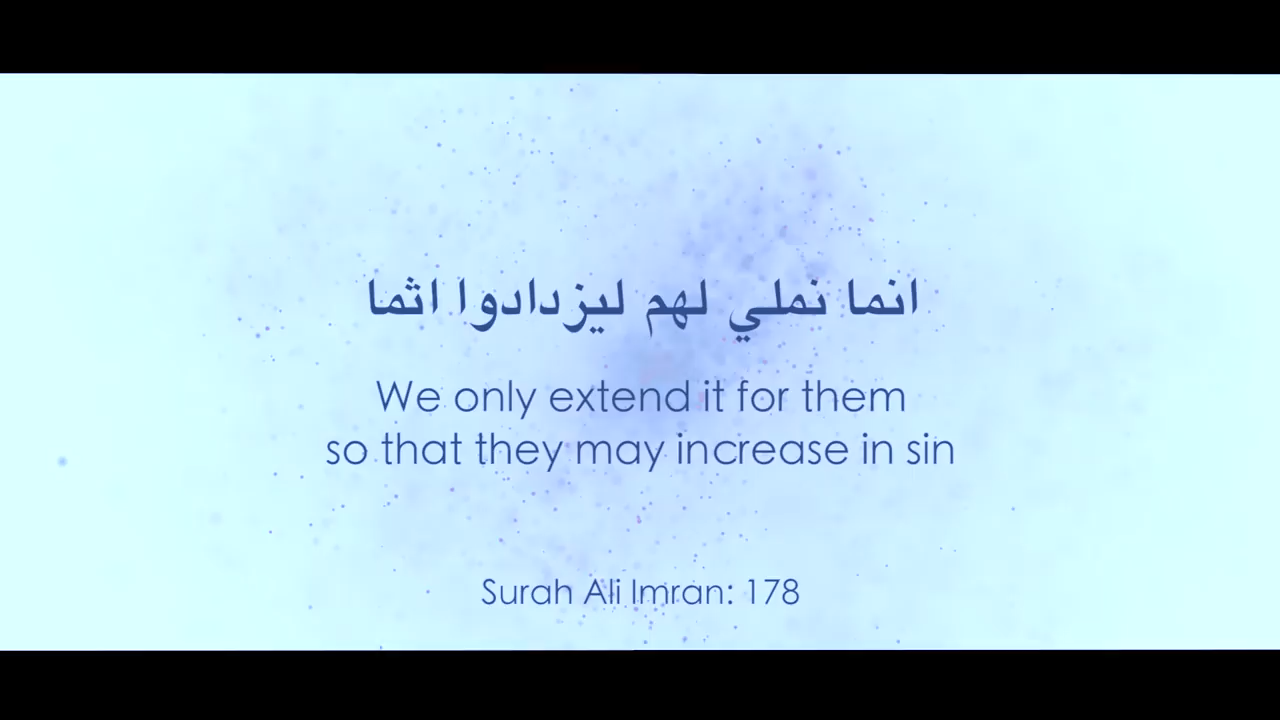 انما نملي لهم ليزدادوا اثما
We only extend it for them
so that they may increase in sin
Surah Ali Imran: 178